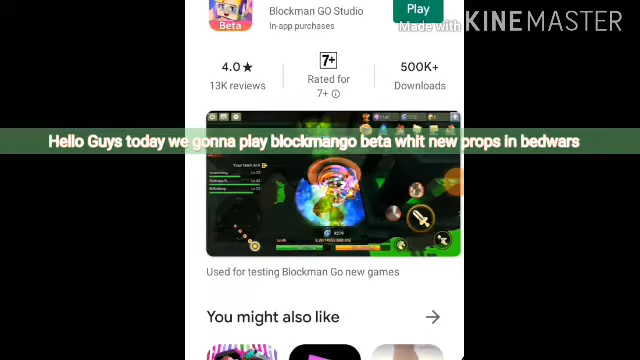 Blockman GO Studio
In-app purchases
Beta
Play
Made with KINEMASTER
4.0★
13K reviews
7+
Rated for
7+
500K+
Downloads
Hello Guys today we gonna play blockmango beta whit new props in bedwars
Used for testing Blockman Go new games
You might also like